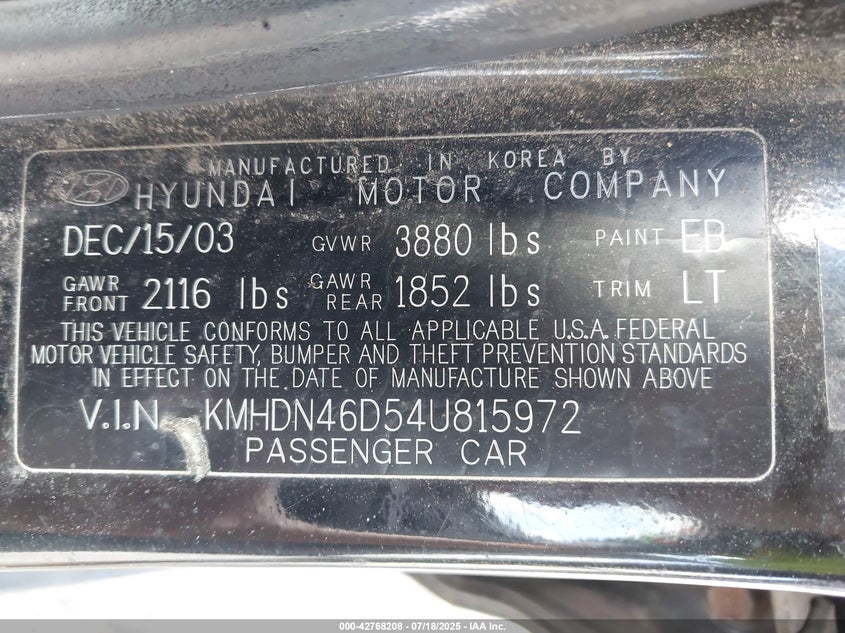 MANUFACTURED IN KOREA BY
HYUNDAI MOTOR COMPANY
DEC/15/03 GVWR 3880 lbs PAINT EB
GAWR FRONT 2116 lbs GAWR REAR 1852 lbs TRIM LT
THIS VEHICLE CONFORMS TO ALL APPLICABLE U.S.A. FEDERAL
MOTOR VEHICLE SAFETY, BUMPER AND THEFT PREVENTION STANDARDS
IN EFFECT ON THE DATE OF MANUFACTURE SHOWN ABOVE
V.I.N. KMHDN46D54U815972
PASSENGER CAR
000-42768208 - 07/18/2025 - IAA Inc.